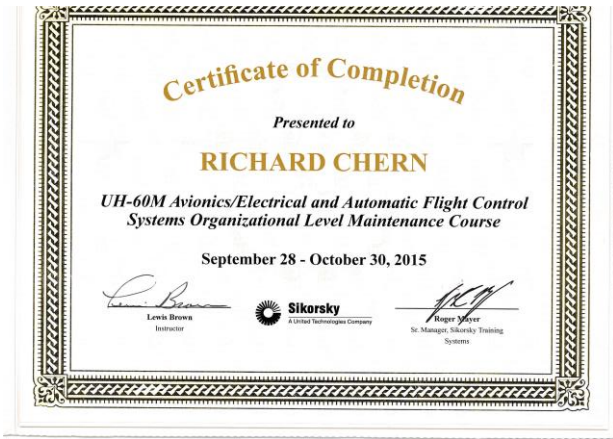 Certificate of Completion
Presented to
RICHARD CHERN
UH-60M Avionics/Electrical and Automatic Flight Control
Systems Organizational Level Maintenance Course
September 28 - October 30, 2015
Lewis Brown
Instructor
Sikorsky
A United Technologies Company
Roger Mayer
Sr. Manager, Sikorsky Training
Systems